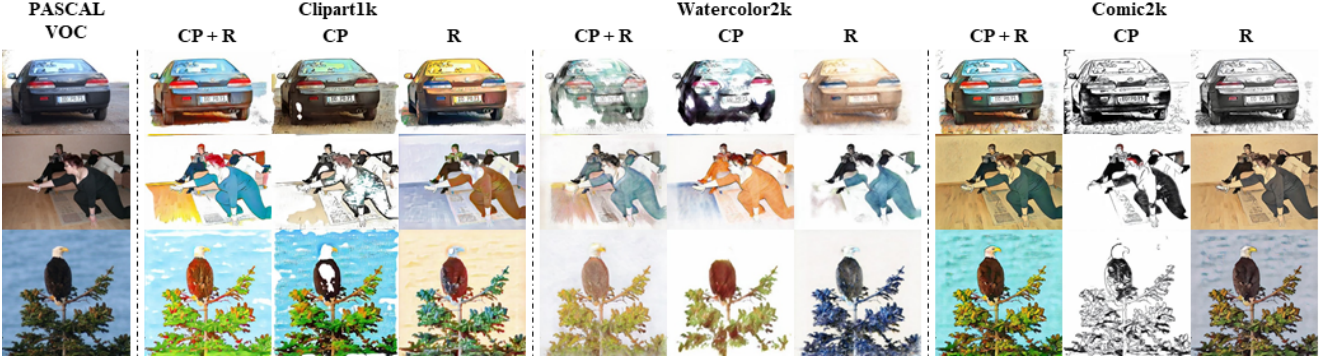 PASCAL VOC
Clipart1k
Watercolor2k
Comic2k
CP + R
CP
R
CP + R
CP
R
CP + R
CP
R